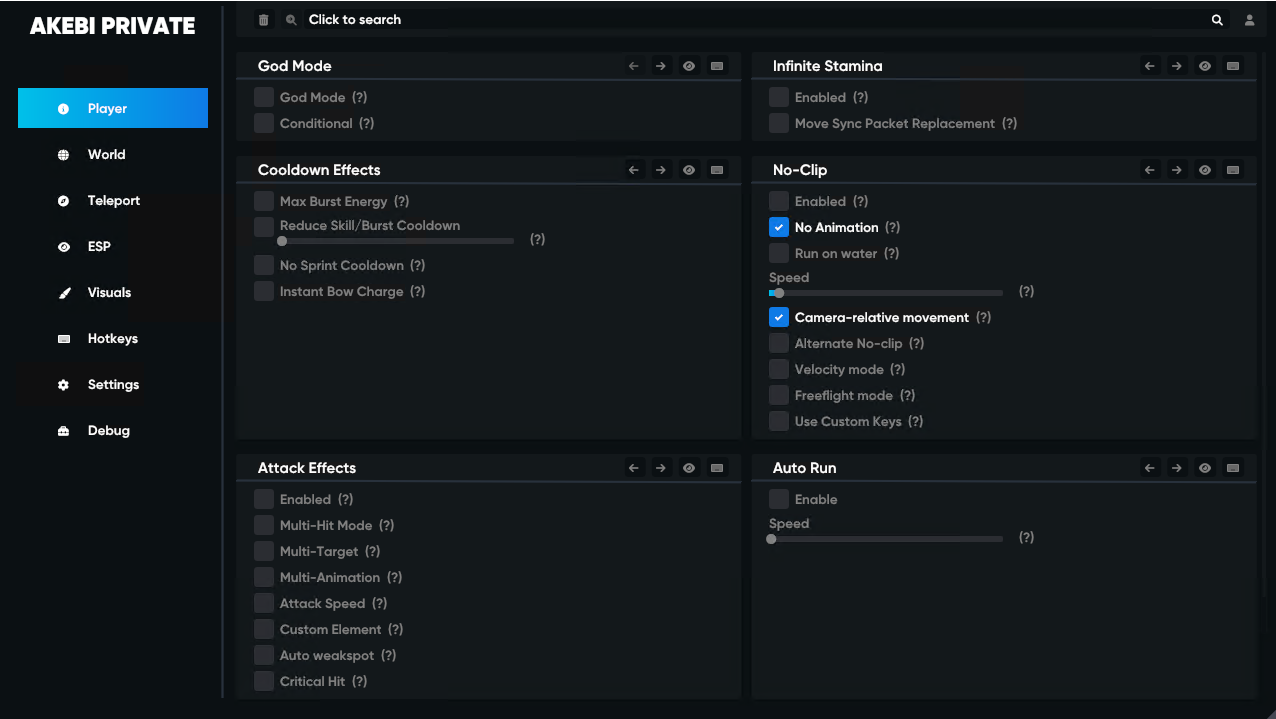 AKEBI PRIVATE
Click to search
Player
World
Teleport
ESP
Visuals
Hotkeys
Settings
Debug
God Mode
God Mode (?)
Conditional (?)
Infinite Stamina
Enabled (?)
Move Sync Packet Replacement (?)
Cooldown Effects
Max Burst Energy (?)
Reduce Skill/Burst Cooldown
(?)
No Sprint Cooldown (?)
Instant Bow Charge (?)
No-Clip
Enabled (?)
No Animation (?)
Run on water (?)
Speed
(?)
Camera-relative movement (?)
Alternate No-clip (?)
Velocity mode (?)
Freeflight mode (?)
Use Custom Keys (?)
Attack Effects
Enabled (?)
Multi-Hit Mode (?)
Multi-Target (?)
Multi-Animation (?)
Attack Speed (?)
Custom Element (?)
Auto weakspot (?)
Critical Hit (?)
Auto Run
Enable
Speed
(?)